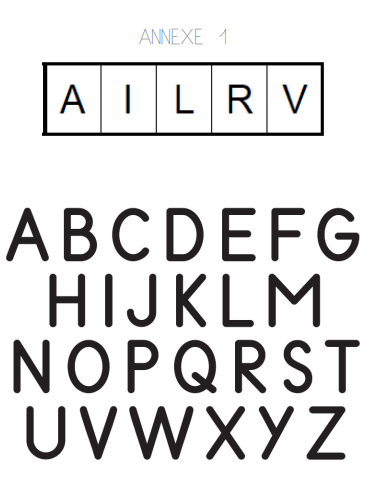 ANNEXE 1
A I L R V
ABCDEFG
HIJKLM
NOPQRST
UVWXYZ